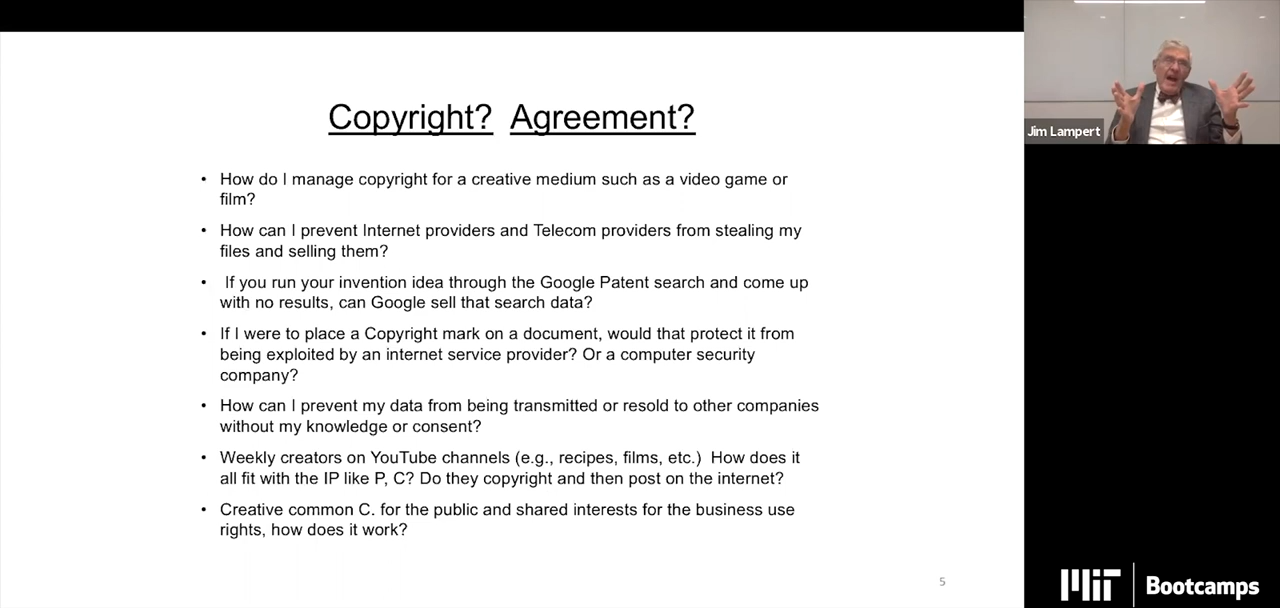 Copyright? Agreement?
• How do I manage copyright for a creative medium such as a video game or
film?
• How can I prevent Internet providers and Telecom providers from stealing my
files and selling them?
• If you run your invention idea through the Google Patent search and come up
with no results, can Google sell that search data?
• If I were to place a Copyright mark on a document, would that protect it from
being exploited by an internet service provider? Or a computer security
company?
• How can I prevent my data from being transmitted or resold to other companies
without my knowledge or consent?
• Weekly creators on YouTube channels (e.g., recipes, films, etc.) How does it
all fit with the IP like P, C? Do they copyright and then post on the internet?
• Creative common C. for the public and shared interests for the business use
rights, how does it work?
5
Jim Lampert
MIT Bootcamps